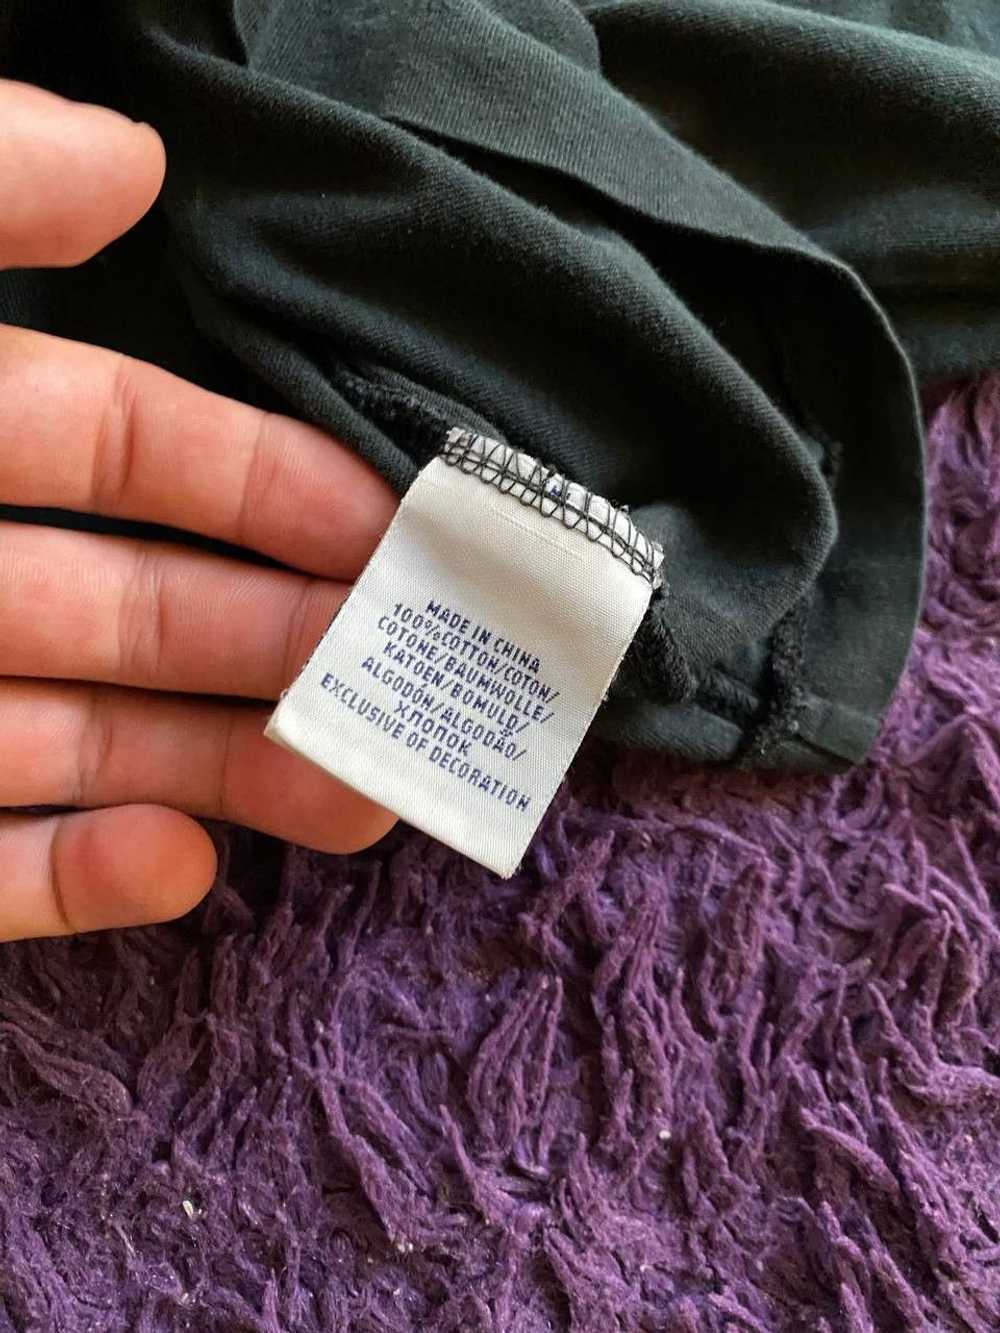 MADE IN CHINA
100%COTTON/COTON/
COTONE/BAUMWOLLE/
KATOEN/BOMULD/
ALGODÓN/ALGODÃO/
ХЛОПОК
EXCLUSIVE OF DECORATION